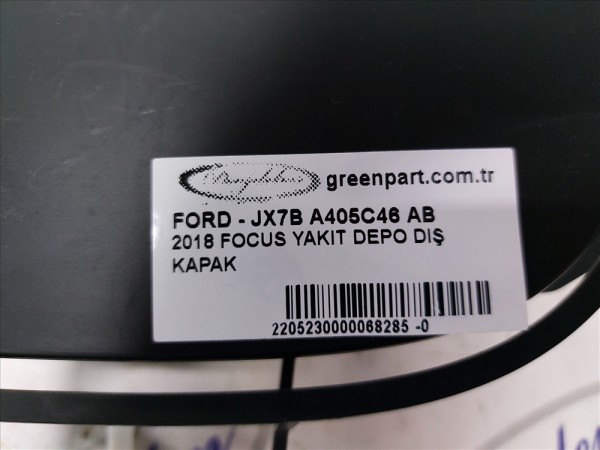 greenpart.com.tr
FORD - JX7B A405C46 AB
2018 FOCUS YAKIT DEPO DIŞ
KAPAK
2205230000068285 -0